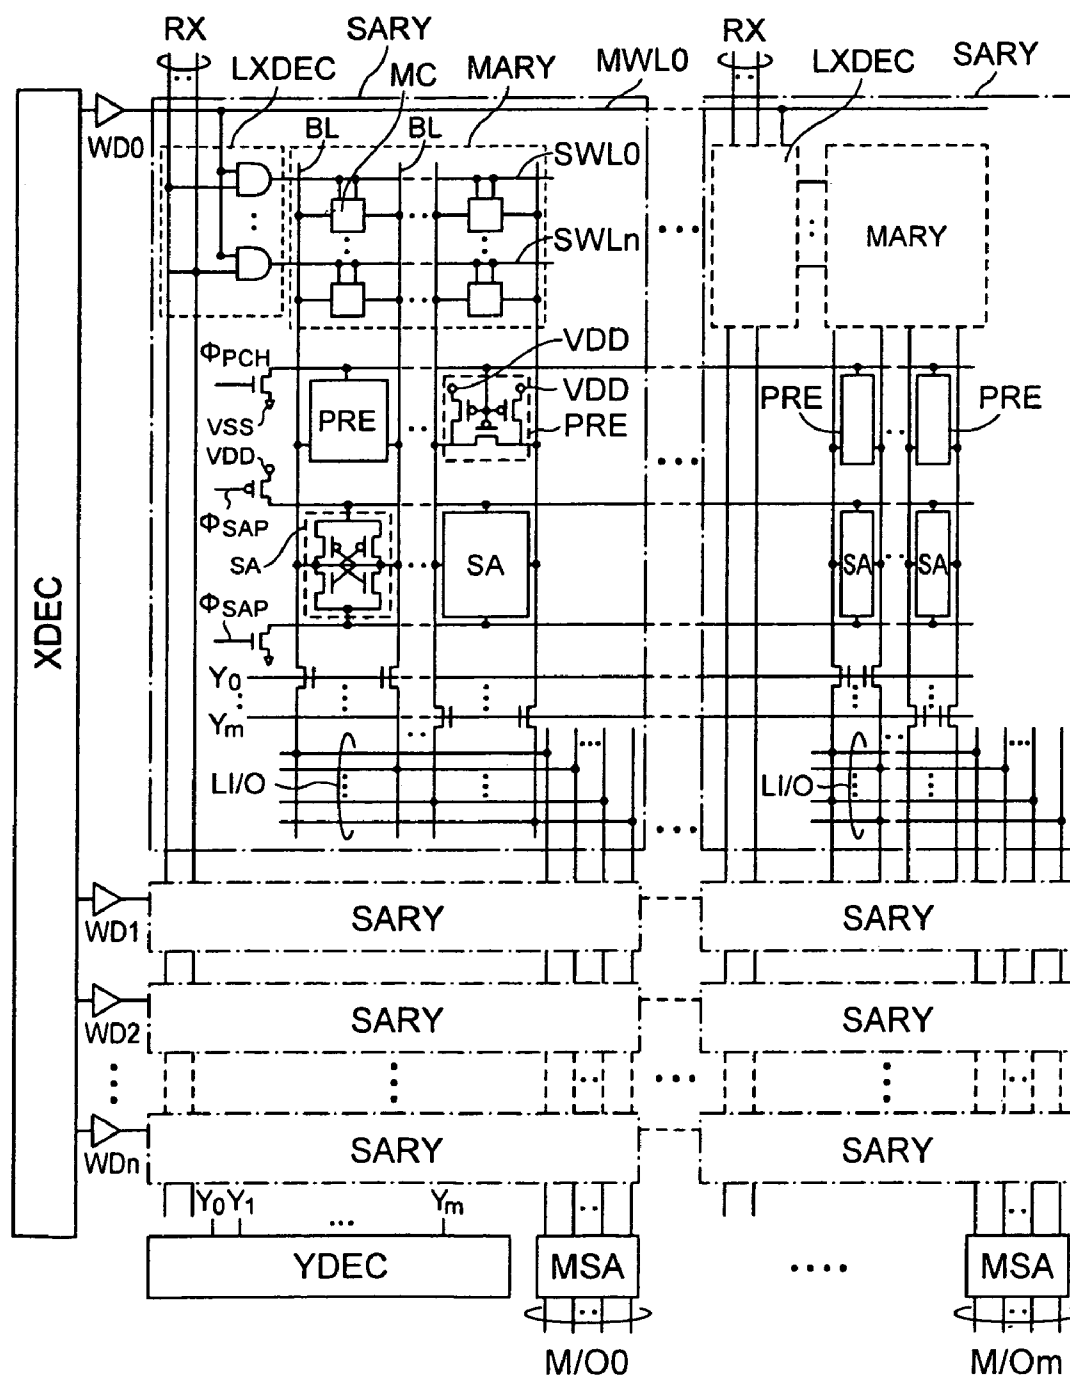 RX
SARY
RX
SARY
LXDEC
MC
MARY
MWL0
LXDEC
WD0
BL
BL
SWL0
SWLn
MARY
ΦPCH
VDD
VDD
VSS
PRE
PRE
PRE
PRE
VDD
ΦSAP
SA
SA
SA
SA
XDEC
ΦSAP
Y0
Ym
LI/O
LI/O
WD1
SARY
SARY
WD2
SARY
SARY
WDn
SARY
SARY
Y0 Y1 Ym
YDEC
MSA
MSA
M/O0
M/Om